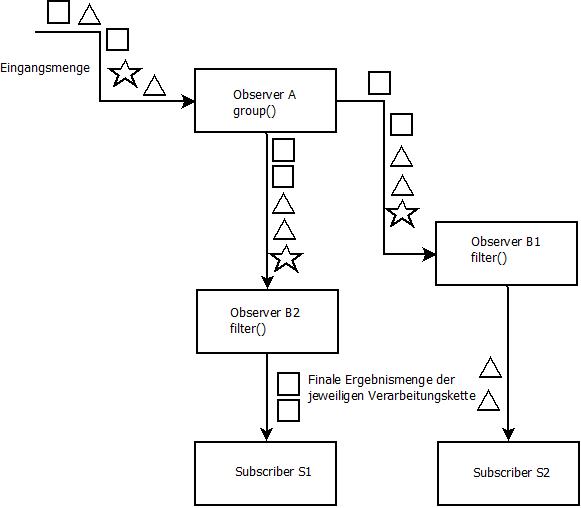 Eingangsmenge
Observer A
group()
Observer B1
filter()
Observer B2
filter()
Finale Ergebnismenge der
jeweiligen Verarbeitungskette
Subscriber S1
Subscriber S2